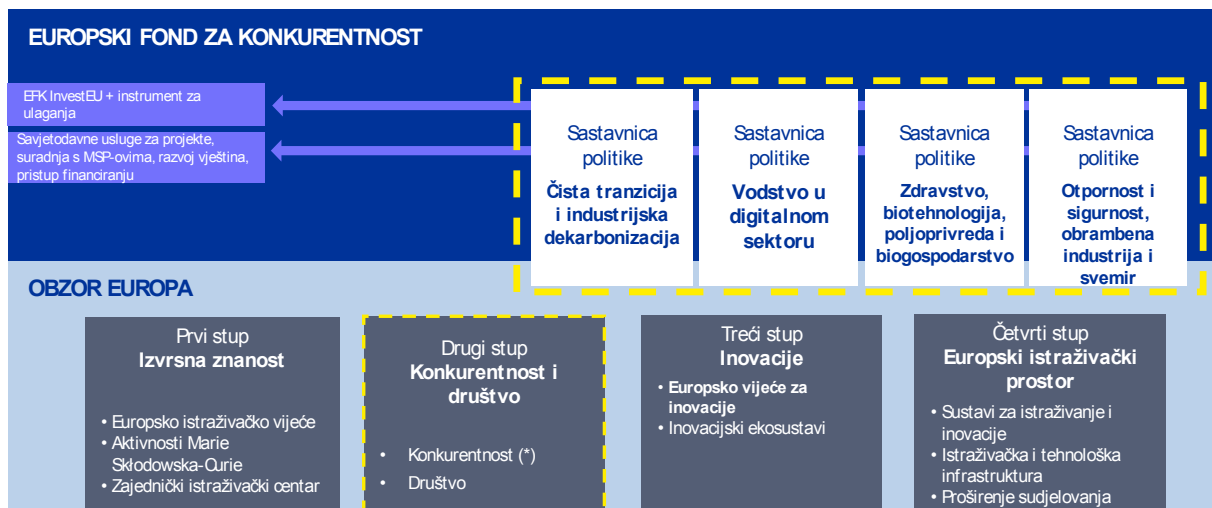 EUROPSKI FOND ZA KONKURENTNOST
EFK InvestEU + instrument za
ulaganja
Savjetodavne usluge za projekte,
suradnja s MSP-ovima, razvoj vještina,
pristup financiranju
Sastavnica
politike
Čista tranzicija
i industrijska
dekarbonizacija
Sastavnica
politike
Vodstvo u
digitalnom
sektoru
Sastavnica
politike
Zdravstvo,
biotehnologija,
poljoprivreda i
biogospodarstvo
Sastavnica
politike
Otpornost i
sigurnost,
obrambena
industrija i
svemir
OBZOR EUROPA
Prvi stup
Izvrsna znanost
• Europsko istraživačko vijeće
• Aktivnosti Marie
Skłodowska-Curie
• Zajednički istraživački centar
Drugi stup
Konkurentnost i
društvo
• Konkurentnost (*)
• Društvo
Treći stup
Inovacije
• Europsko vijeće za
inovacije
• Inovacijski ekosustavi
Četvrti stup
Europski istraživački
prostor
• Sustavi za istraživanje i
inovacije
• Istraživačka i tehnološka
infrastruktura
• Proširenje sudjelovanja